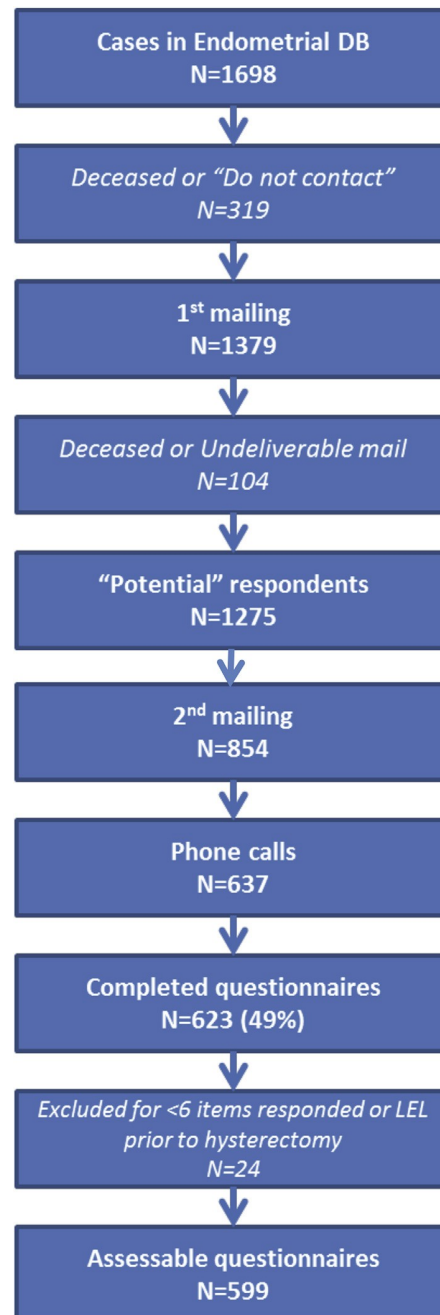 Cases in Endometrial DB
N=1698
Deceased or “Do not contact”
N=319
1st mailing
N=1379
Deceased or Undeliverable mail
N=104
“Potential” respondents
N=1275
2nd mailing
N=854
Phone calls
N=637
Completed questionnaires
N=623 (49%)
Excluded for <6 items responded or LEL
prior to hysterectomy
N=24
Assessable questionnaires
N=599